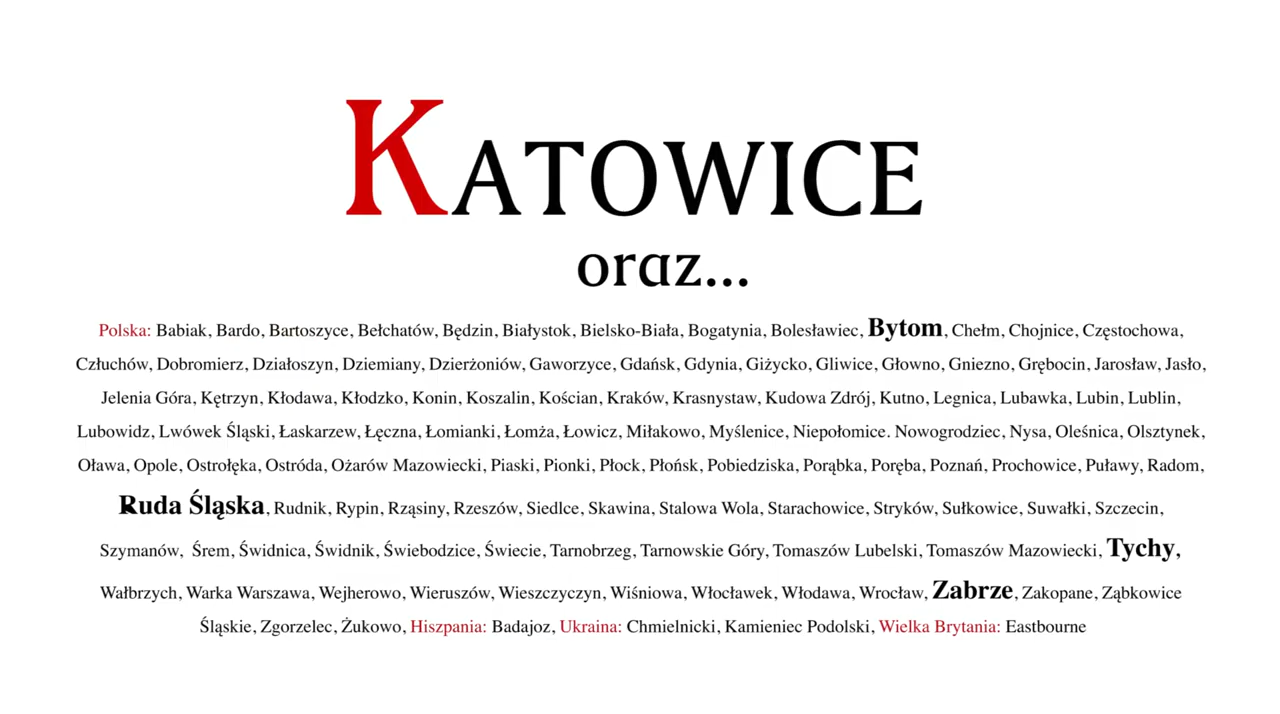 KATOWICE
oraz...
Polska: Babiak, Bardo, Bartoszyce, Bełchatów, Będzin, Białystok, Bielsko-Biała, Bogatynia, Bolesławiec, Bytom, Chełm, Chojnice, Częstochowa,
Człuchów, Dobromierz, Działoszyn, Dziemiany, Dzierżoniów, Gaworzyce, Gdańsk, Gdynia, Giżycko, Gliwice, Głowno, Gniezno, Grębocin, Jarosław, Jasło,
Jelenia Góra, Kętrzyn, Kłodawa, Kłodzko, Konin, Koszalin, Kościan, Kraków, Krasnystaw, Kudowa Zdrój, Kutno, Legnica, Lubawka, Lubin, Lublin,
Lubowidz, Lwówek Śląski, Łaskarzew, Łęczna, Łomianki, Łomża, Łowicz, Miłakowo, Myślenice, Niepołomice. Nowogrodziec, Nysa, Oleśnica, Olsztynek,
Oława, Opole, Ostrołęka, Ostróda, Ożarów Mazowiecki, Piaski, Pionki, Płock, Płońsk, Pobiedziska, Porąbka, Poręba, Poznań, Prochowice, Puławy, Radom,
Ruda Śląska, Rudnik, Rypin, Rząsiny, Rzeszów, Siedlce, Skawina, Stalowa Wola, Starachowice, Stryków, Sułkowice, Suwałki, Szczecin,
Szymanów, Śrem, Świdnica, Świdnik, Świebodzice, Świecie, Tarnobrzeg, Tarnowskie Góry, Tomaszów Lubelski, Tomaszów Mazowiecki, Tychy,
Wałbrzych, Warka Warszawa, Wejherowo, Wieruszów, Wieszczyczyn, Wiśniowa, Włocławek, Włodawa, Wrocław, Zabrze, Zakopane, Ząbkowice
Śląskie, Zgorzelec, Żukowo, Hiszpania: Badajoz, Ukraina: Chmielnicki, Kamieniec Podolski, Wielka Brytania: Eastbourne